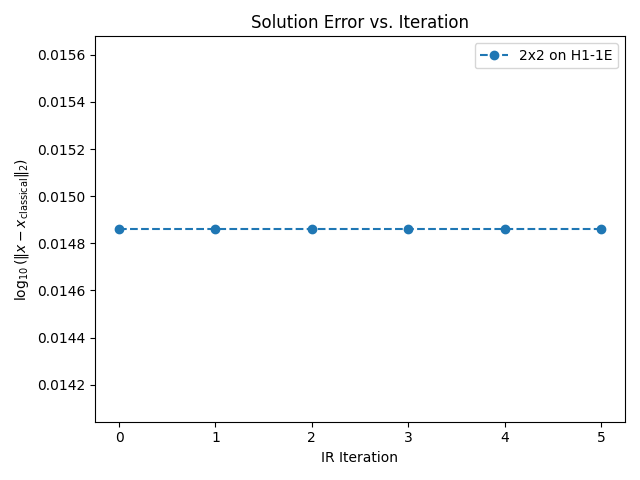 Solution Error vs. Iteration
2x2 on H1-1E
log₁₀(‖x − x_classical‖₂)
0.0156
0.0154
0.0152
0.0150
0.0148
0.0146
0.0144
0.0142
0 1 2 3 4 5
IR Iteration